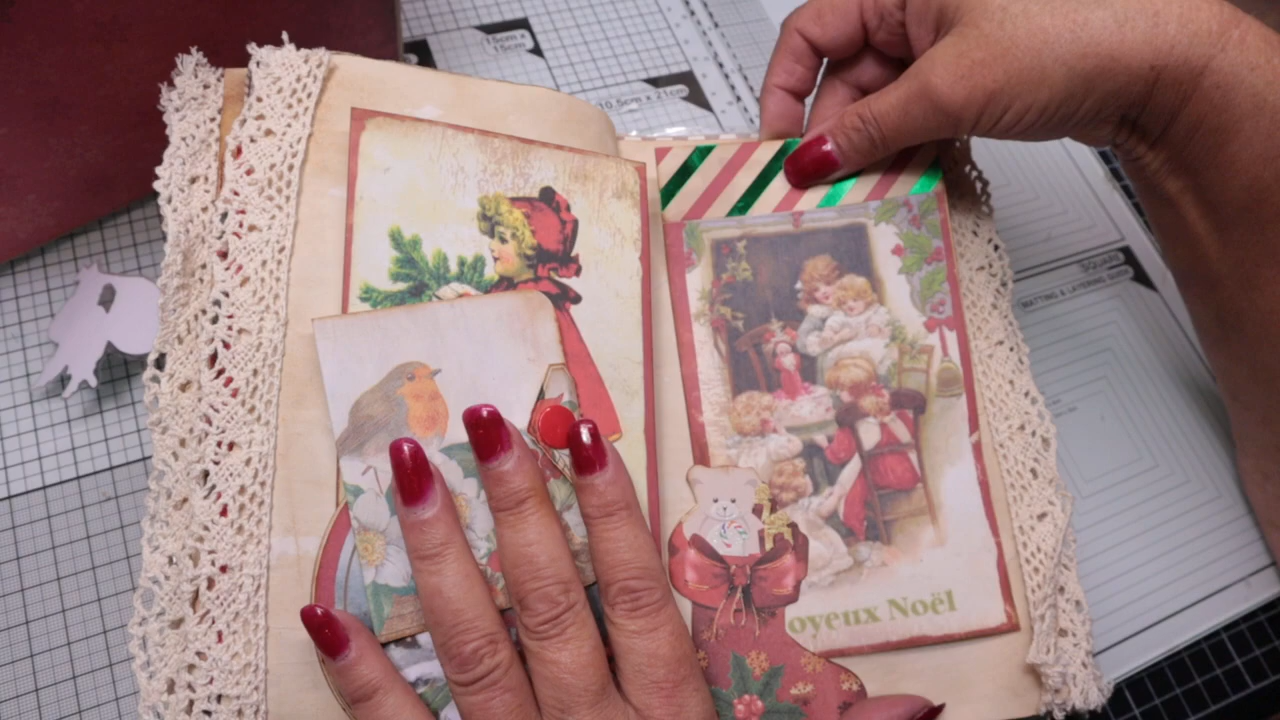 15cm x
15cm
10.5cm x 21cm
SQUARE
MATTING & LAYERING GUIDE
oyeux Noël